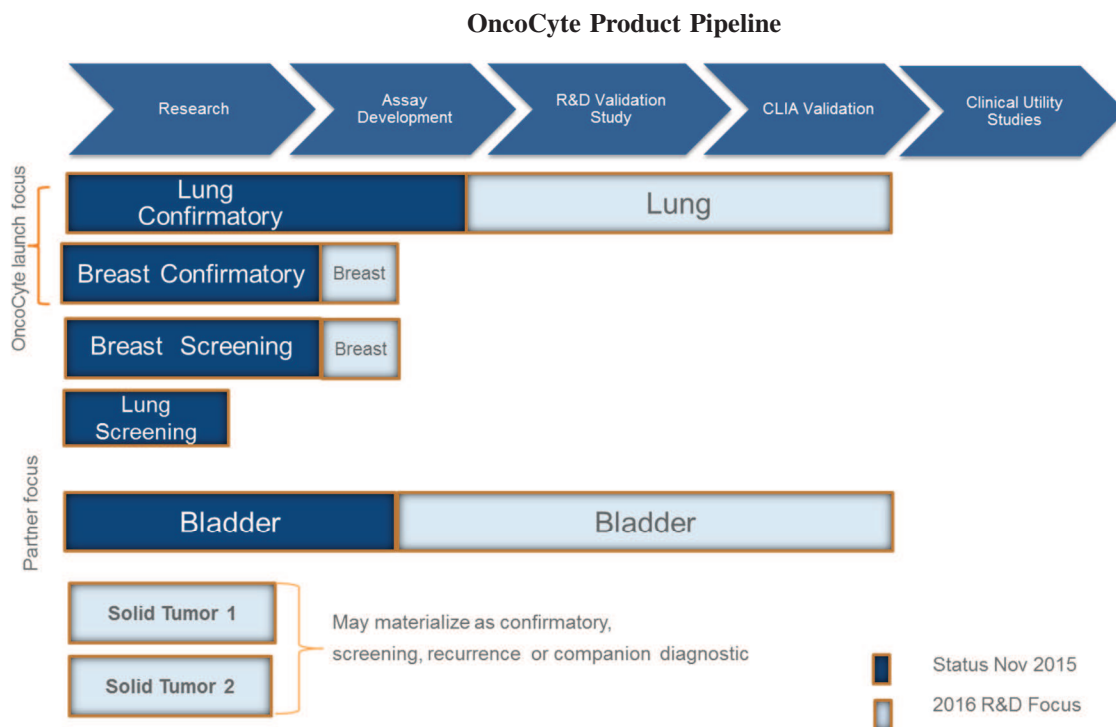 OncoCyte Product Pipeline
Research
Assay
Development
R&D Validation
Study
CLIA Validation
Clinical Utility
Studies
OncoCyte launch focus
Lung
Confirmatory
Lung
Breast Confirmatory
Breast
Breast Screening
Breast
Lung
Screening
Partner focus
Bladder
Bladder
Solid Tumor 1
Solid Tumor 2
May materialize as confirmatory,
screening, recurrence or companion diagnostic
Status Nov 2015
2016 R&D Focus